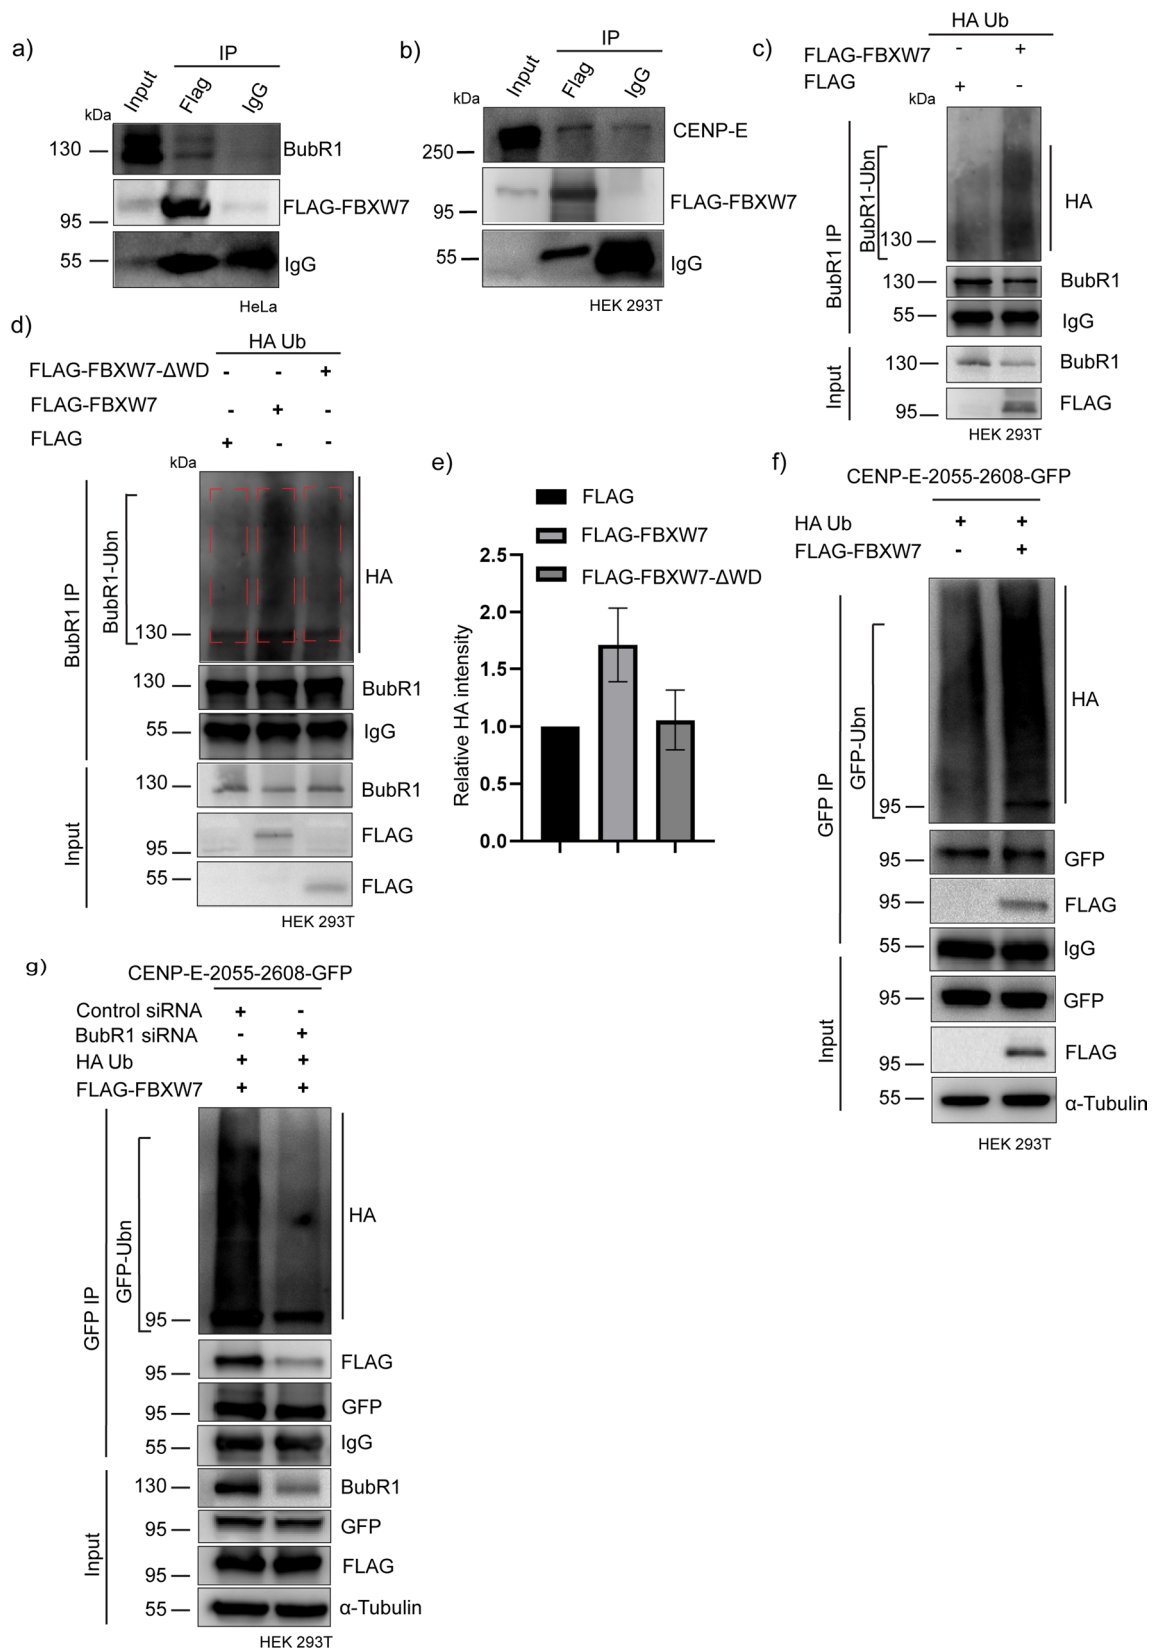 a)
IP
Input
Flag
IgG
kDa
130
BubR1
95
FLAG-FBXW7
55
IgG
HeLa
b)
IP
Input
Flag
IgG
kDa
250
CENP-E
95
FLAG-FBXW7
55
IgG
HEK 293T
c)
HA Ub
FLAG-FBXW7 - +
FLAG + -
kDa
BubR1 IP
BubR1-Ubn
130
HA
130
BubR1
55
IgG
Input
130
BubR1
95
FLAG
HEK 293T
d)
HA Ub
FLAG-FBXW7-ΔWD - - +
FLAG-FBXW7 - + -
FLAG + - -
kDa
BubR1 IP
BubR1-Ubn
130
HA
130
BubR1
55
IgG
Input
130
BubR1
95
FLAG
55
FLAG
HEK 293T
e)
FLAG
FLAG-FBXW7
FLAG-FBXW7-ΔWD
Relative HA intensity
2.5
2.0
1.5
1.0
0.5
0.0
f)
CENP-E-2055-2608-GFP
HA Ub + +
FLAG-FBXW7 - +
GFP IP
GFP-Ubn
95
HA
95
GFP
95
FLAG
55
IgG
Input
95
GFP
95
FLAG
55
α-Tubulin
HEK 293T
g)
CENP-E-2055-2608-GFP
Control siRNA + -
BubR1 siRNA - +
HA Ub + +
FLAG-FBXW7 + +
GFP IP
GFP-Ubn
95
HA
95
FLAG
95
GFP
55
IgG
Input
130
BubR1
95
GFP
95
FLAG
55
α-Tubulin
HEK 293T